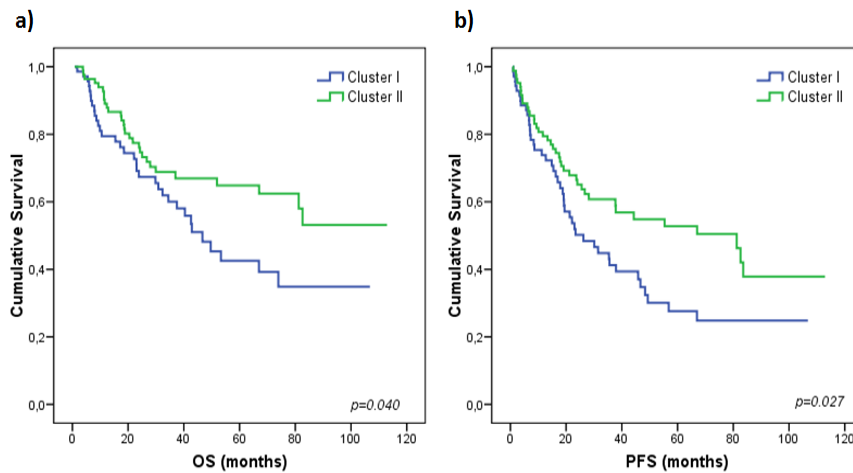 a)
Cluster I
Cluster II
1,0
0,8
0,6
0,4
0,2
0,0
Cumulative Survival
p=0.040
0 20 40 60 80 100 120
OS (months)
b)
Cluster I
Cluster II
1,0
0,8
0,6
0,4
0,2
0,0
Cumulative Survival
p=0.027
0 20 40 60 80 100 120
PFS (months)